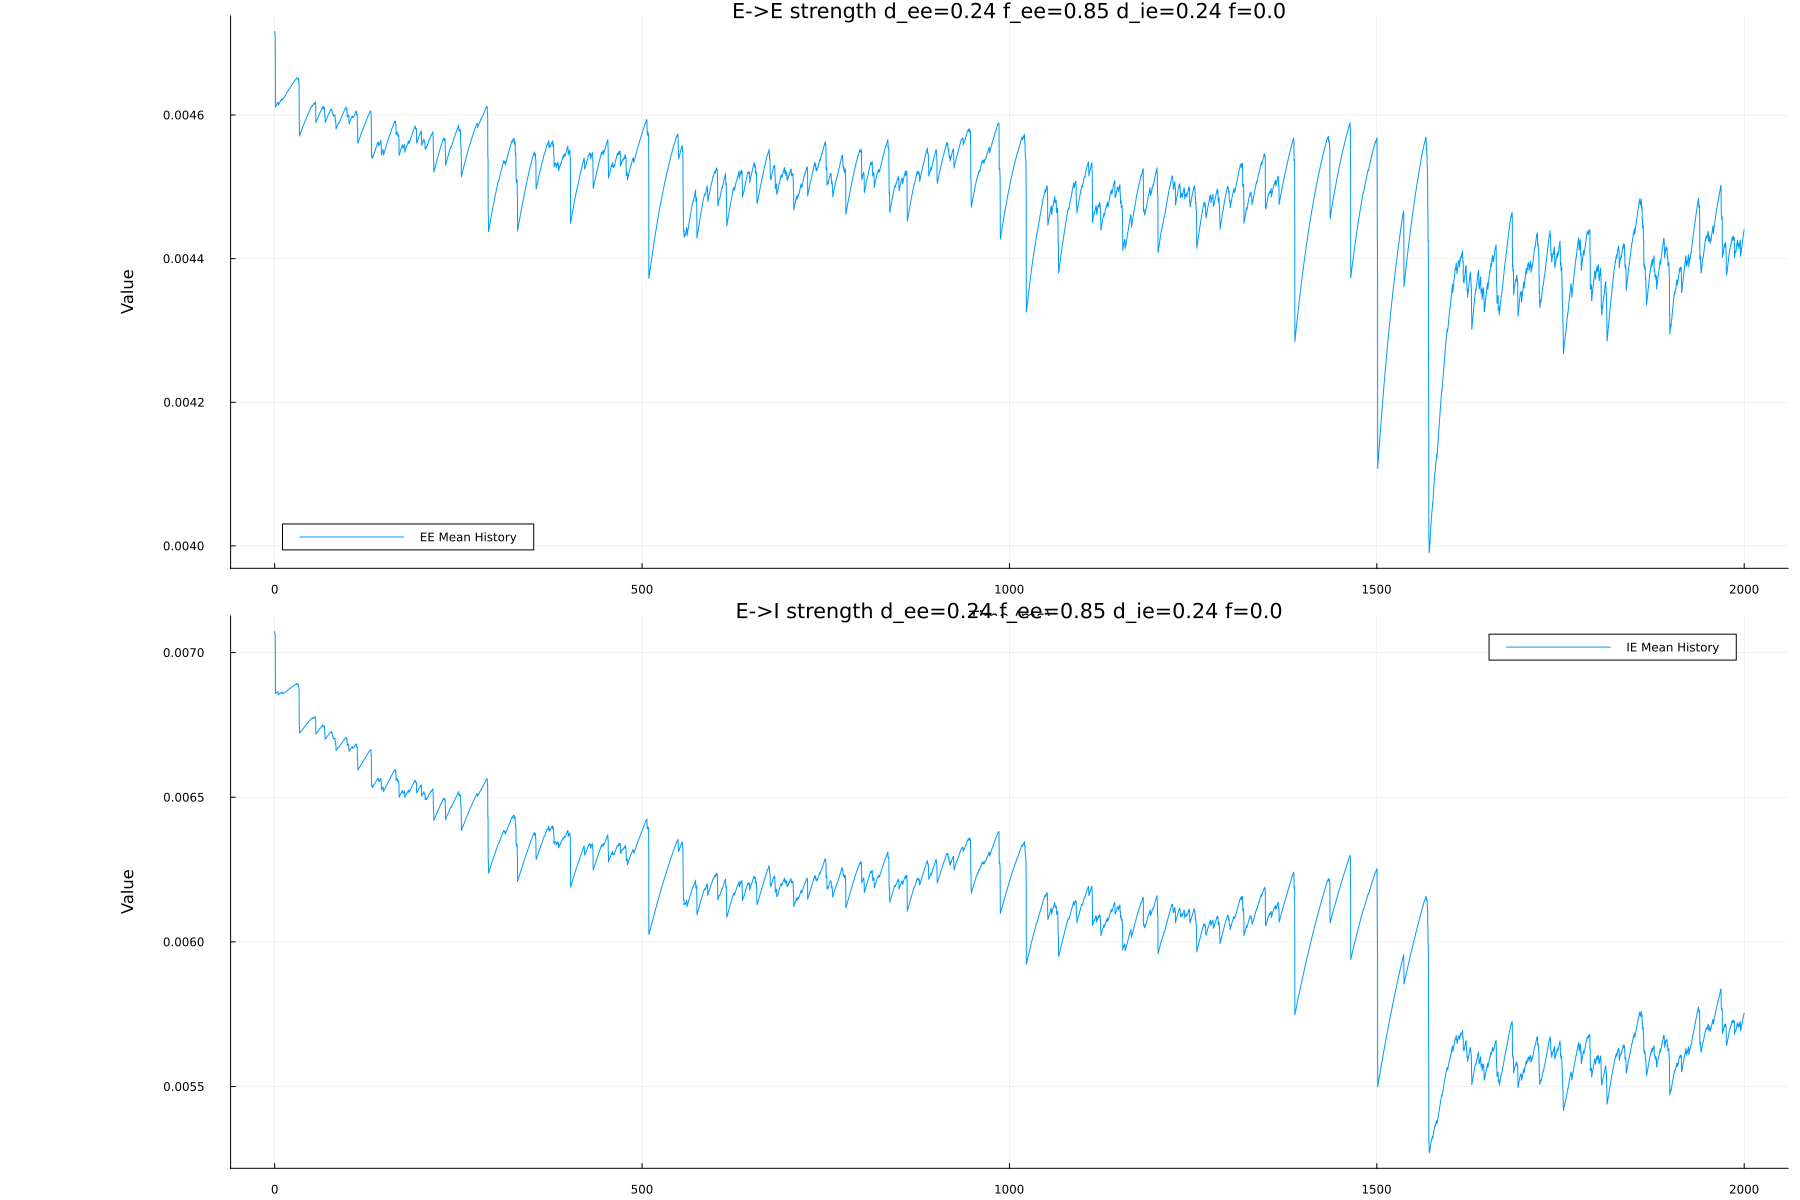 E->E strength d_ee=0.24 f_ee=0.85 d_ie=0.24 f=0.0
0.0046
0.0044
0.0042
0.0040
Value
EE Mean History
0 500 1000 1500 2000
E->I strength d_ee=0.24 f_ee=0.85 d_ie=0.24 f=0.0
0.0070
0.0065
0.0060
0.0055
Value
IE Mean History
0 500 1000 1500 2000